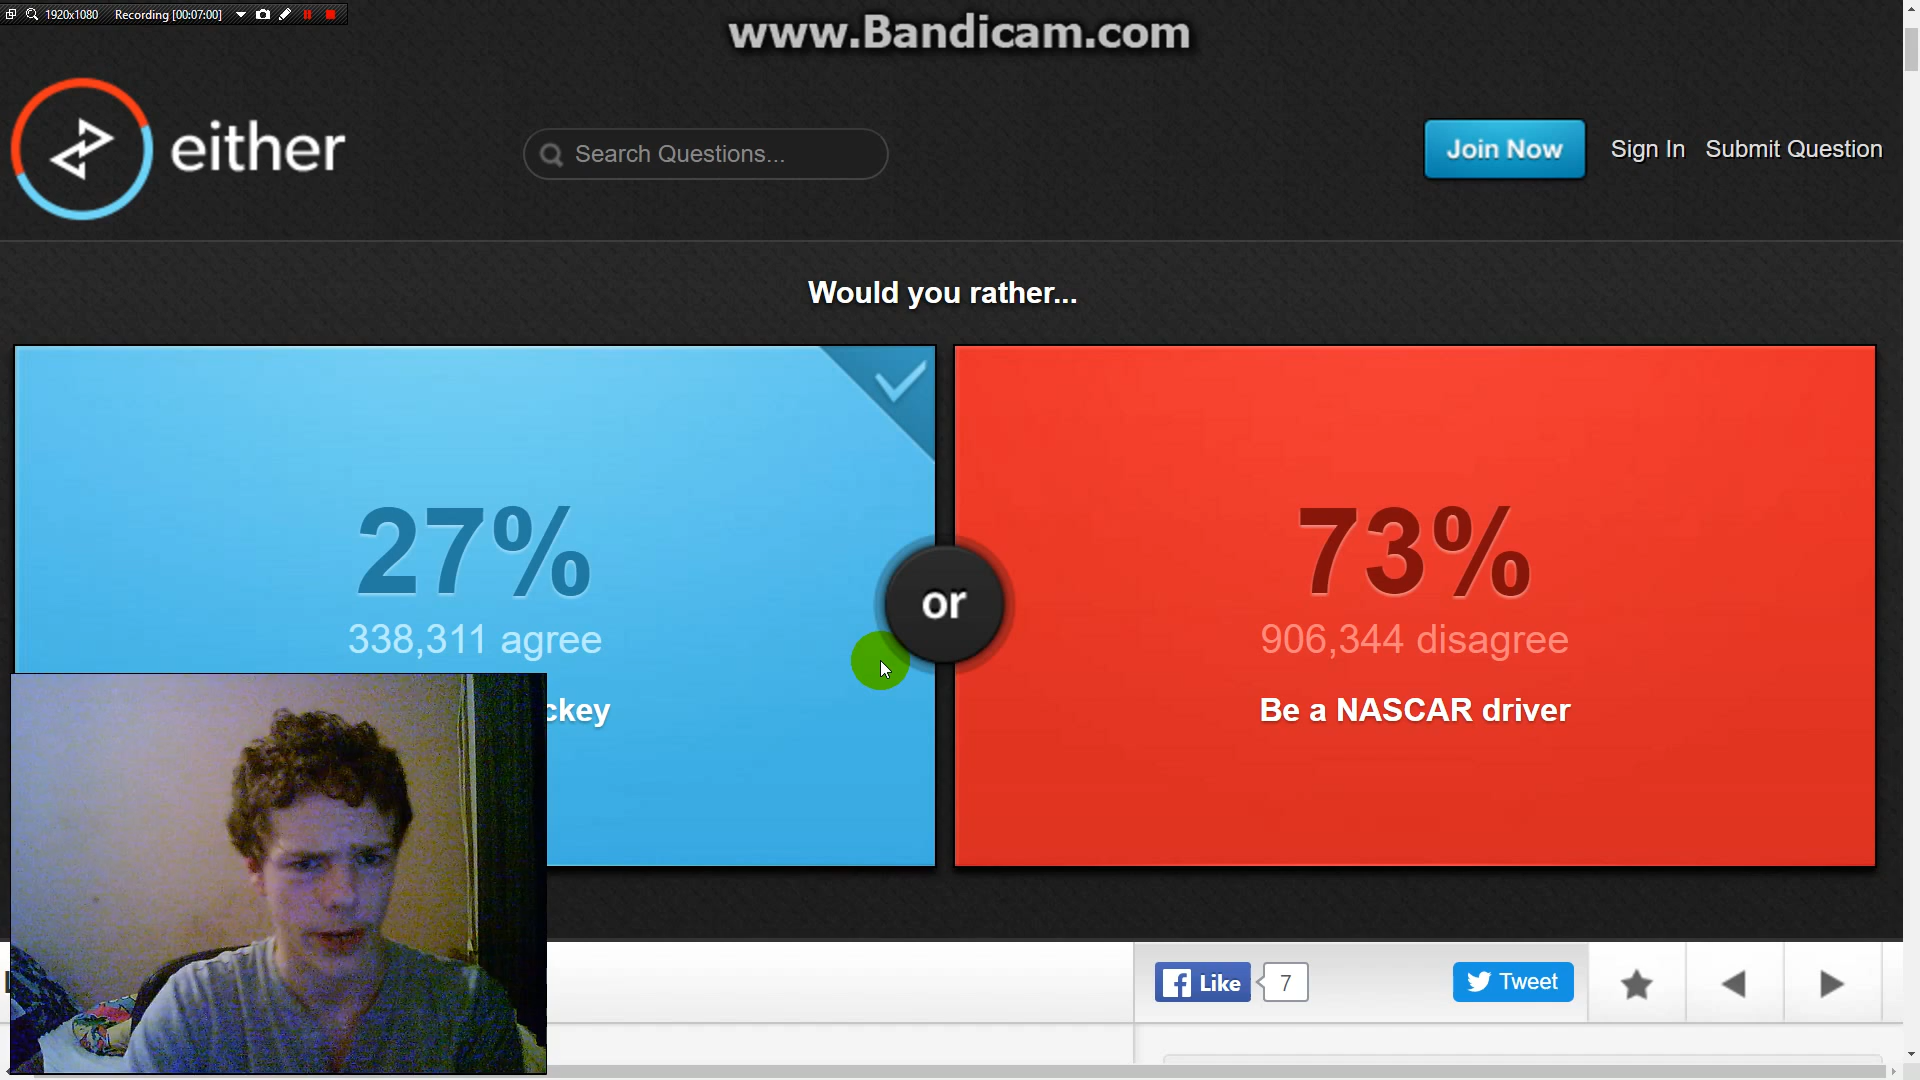 1920x1080 Recording [00:07:00]
www.Bandicam.com
either
Search Questions...
Join Now
Sign In
Submit Question
Would you rather...
27%
338,311 agree
or
73%
906,344 disagree
Be a NASCAR driver
Like
7
Tweet